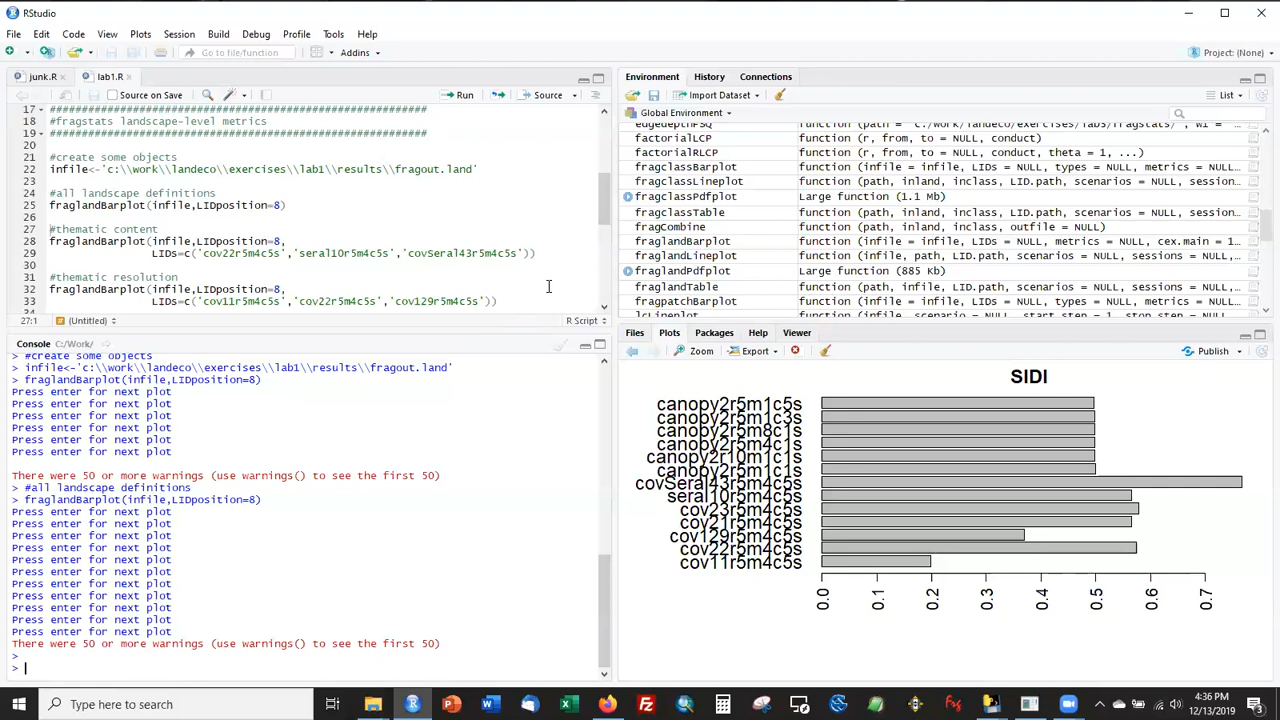 RStudio
File Edit Code View Plots Session Build Debug Profile Tools Help
Go to file/function Addins Project: (None)
junk.R lab1.R
Source on Save Run Source
17 ##########################################################
18 #fragstats landscape-level metrics
19 ##########################################################
20
21 #create some objects
22 infile<-'c:\\work\\landeco\\exercises\\lab1\\results\\fragout.land'
23
24 #all landscape definitions
25 fraglandBarplot(infile,LIDposition=8)
26
27 #thematic content
28 fraglandBarplot(infile,LIDposition=8,
29 LIDs=c('cov22r5m4c5s','seral10r5m4c5s','covSeral43r5m4c5s'))
30
31 #thematic resolution
32 fraglandBarplot(infile,LIDposition=8,
33 LIDs=c('cov11r5m4c5s','cov22r5m4c5s','cov129r5m4c5s'))
27:1 (Untitled) R Script
Console C:/Work/
> #create some objects
> infile<-'c:\\work\\landeco\\exercises\\lab1\\results\\fragout.land'
> fraglandBarplot(infile,LIDposition=8)
Press enter for next plot
Press enter for next plot
Press enter for next plot
Press enter for next plot
Press enter for next plot
Press enter for next plot
There were 50 or more warnings (use warnings() to see the first 50)
> #all landscape definitions
> fraglandBarplot(infile,LIDposition=8)
Press enter for next plot
Press enter for next plot
Press enter for next plot
Press enter for next plot
Press enter for next plot
Press enter for next plot
Press enter for next plot
Press enter for next plot
Press enter for next plot
Press enter for next plot
Press enter for next plot
There were 50 or more warnings (use warnings() to see the first 50)
>
>
Environment History Connections
Import Dataset List
Global Environment
factorialLCP function (r, from, to = NULL, conduct)
factorialRLCP function (r, from, to = NULL, conduct, theta = 1, ...)
fragclassBarplot function (infile = infile, LIDs = NULL, types = NULL, metrics = NULL, …
fragclassLineplot function (path, inland, inclass, LID.path, scenarios = NULL, session…
fragclassPdfplot Large function (1.1 Mb)
fragclassTable function (path, inland, inclass, LID.path, scenarios = NULL, session…
fragCombine function (path, inland, inclass, outfile = NULL)
fraglandBarplot function (infile = infile, LIDs = NULL, metrics = NULL, cex.main = 1…
fraglandLineplot function (path, inland, LID.path, scenarios = NULL, sessions = NULL,…
fraglandPdfplot Large function (885 Kb)
fraglandTable function (path, inland, LID.path, scenarios = NULL, sessions = NULL,…
fragpatchBarplot function (infile = infile, LIDs = NULL, metrics = NULL, cex.main = 1…
Files Plots Packages Help Viewer
Zoom Export Publish
SIDI
canopy2r5m1c5s
canopy2r5m1c3s
canopy2r5m8c1s
canopy2r5m4c1s
canopy2r10m1c1s
canopy2r5m1c1s
covSeral43r5m4c5s
seral10r5m4c5s
cov23r5m4c5s
cov21r5m4c5s
cov129r5m4c5s
cov22r5m4c5s
cov11r5m4c5s
0.0 0.1 0.2 0.3 0.4 0.5 0.6 0.7
Type here to search
4:36 PM
12/13/2019